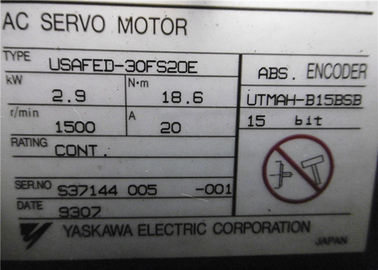 AC SERVO MOTOR
TYPE USAFED-30FS20E
ABS. ENCODER
kW 2.9 N·m 18.6
UTMAH-B15BSB
r/min 1500 A 20
15 bit
RATING CONT.
SER.NO S37144 005 -001
DATE 9307
YASKAWA ELECTRIC CORPORATION
JAPAN